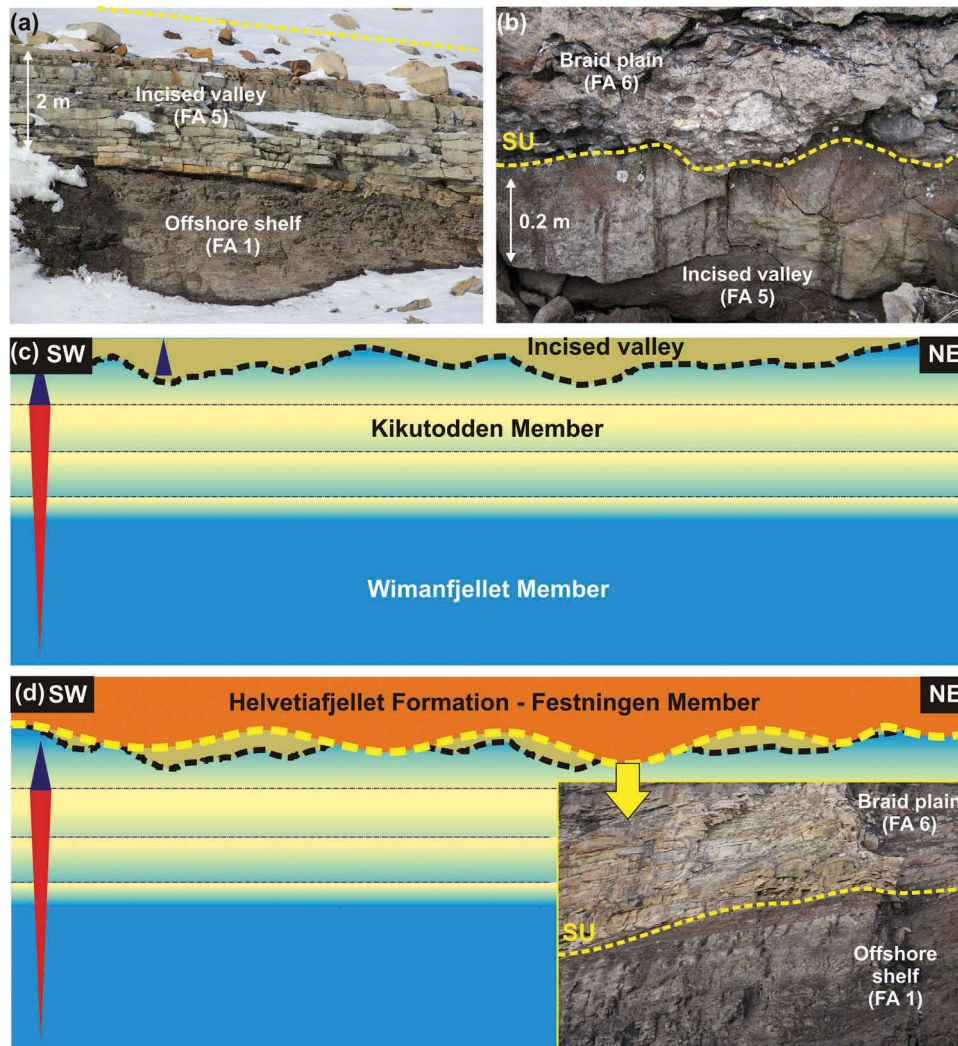 (a)
2 m
Incised valley
(FA 5)
Offshore shelf
(FA 1)
(b)
Braid plain
(FA 6)
SU
0.2 m
Incised valley
(FA 5)
(c) SW
Incised valley
NE
Kikutodden Member
Wimanfjellet Member
(d) SW
Helvetiafjellet Formation - Festningen Member
NE
Braid plain
(FA 6)
SU
Offshore
shelf
(FA 1)